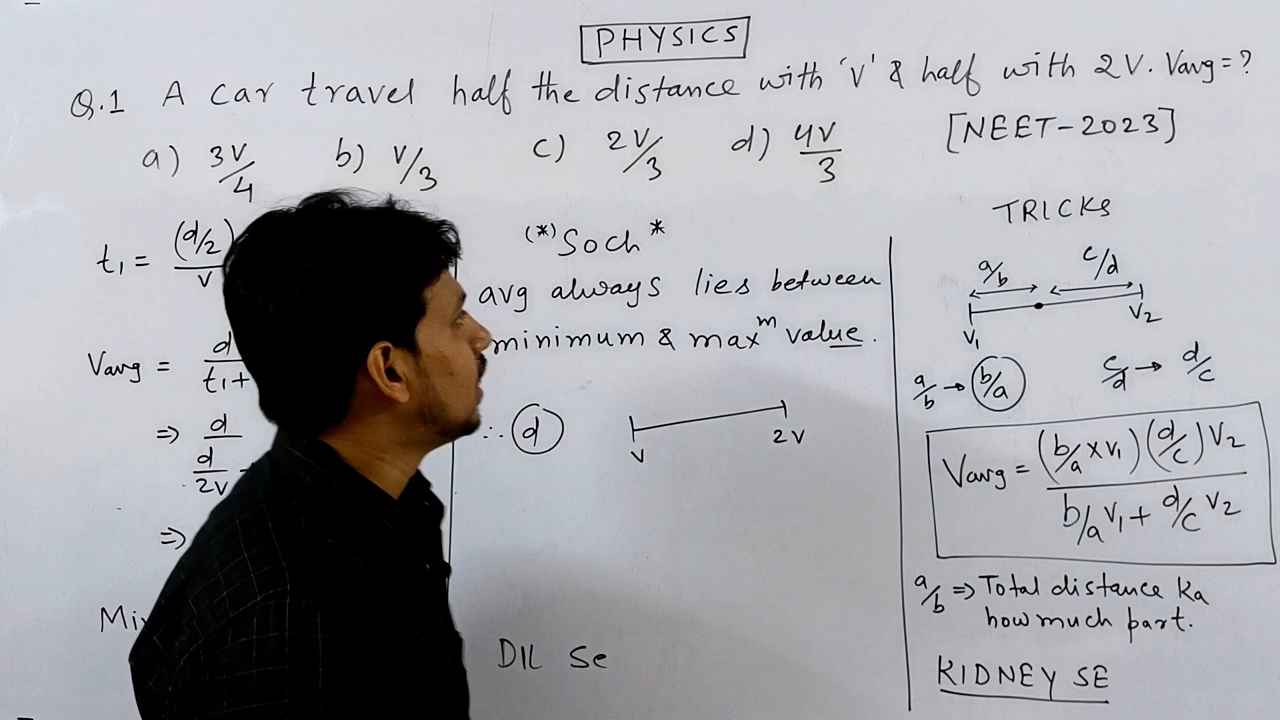 PHYSICS
Q.1 A car travel half the distance with 'V' & half with 2V. Vavg = ?
a) 3V/4 b) V/3 c) 2V/3 d) 4V/3 [NEET-2023]
t₁ = (d/2)/v
Vavg = d/t₁+
=> d/d/2v
=>
Mi
(*) Soch *
avg always lies between
minimum & maxᵐ value.
∴ (d)
V 2V
DIL Se
TRICKS
a/b c/d
V₁ V₂
a/b → b/a c/d → d/c
Vavg = (b/a × V₁) (d/c) V₂ / b/a V₁ + d/c V₂
a/b => Total distance Ka
how much part.
KIDNEY SE